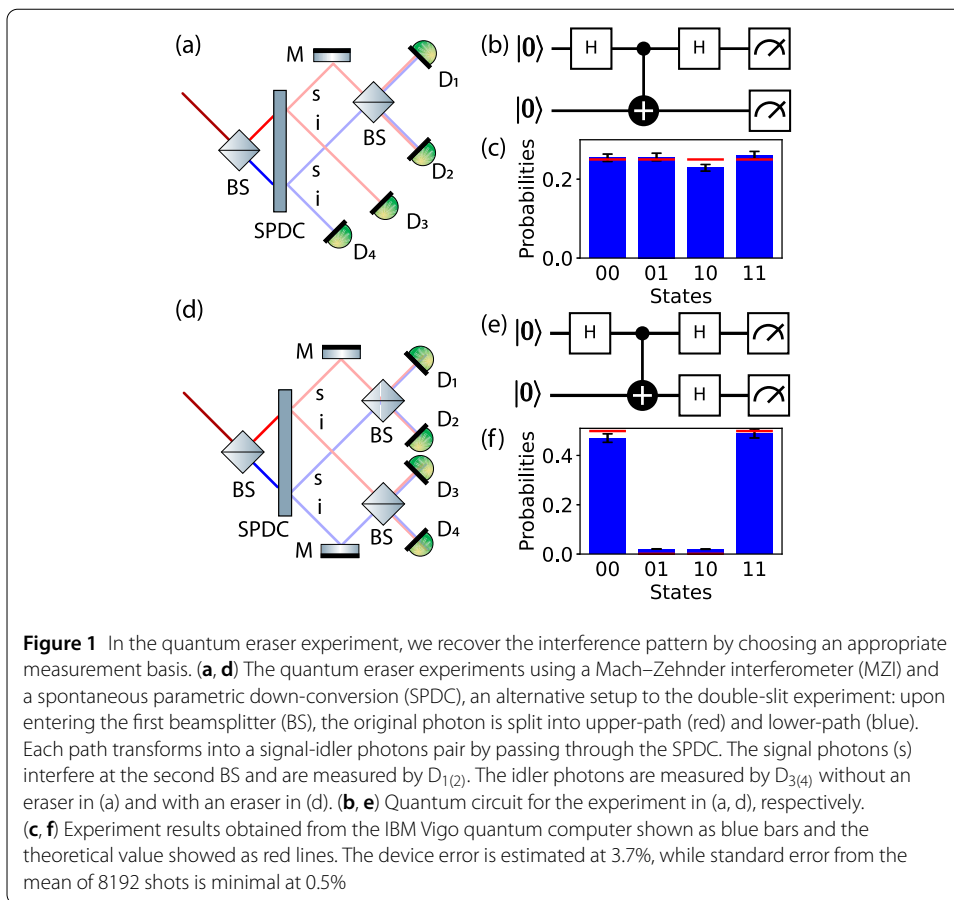 (a)
M
D1
s
i
BS
BS
D2
s
i
D3
SPDC
D4
(b)
|0⟩ H H
|0⟩
(c)
Probabilities
0.2
0.0
00 01 10 11
States
(d)
M
D1
s
i
BS
D2
D3
BS
s
i
BS
D4
SPDC
M
(e)
|0⟩ H H
|0⟩ H
(f)
Probabilities
0.4
0.2
0.0
00 01 10 11
States
Figure 1 In the quantum eraser experiment, we recover the interference pattern by choosing an appropriate
measurement basis. (a, d) The quantum eraser experiments using a Mach–Zehnder interferometer (MZI) and
a spontaneous parametric down-conversion (SPDC), an alternative setup to the double-slit experiment: upon
entering the first beamsplitter (BS), the original photon is split into upper-path (red) and lower-path (blue).
Each path transforms into a signal-idler photons pair by passing through the SPDC. The signal photons (s)
interfere at the second BS and are measured by D1(2). The idler photons are measured by D3(4) without an
eraser in (a) and with an eraser in (d). (b, e) Quantum circuit for the experiment in (a, d), respectively.
(c, f) Experiment results obtained from the IBM Vigo quantum computer shown as blue bars and the
theoretical value showed as red lines. The device error is estimated at 3.7%, while standard error from the
mean of 8192 shots is minimal at 0.5%